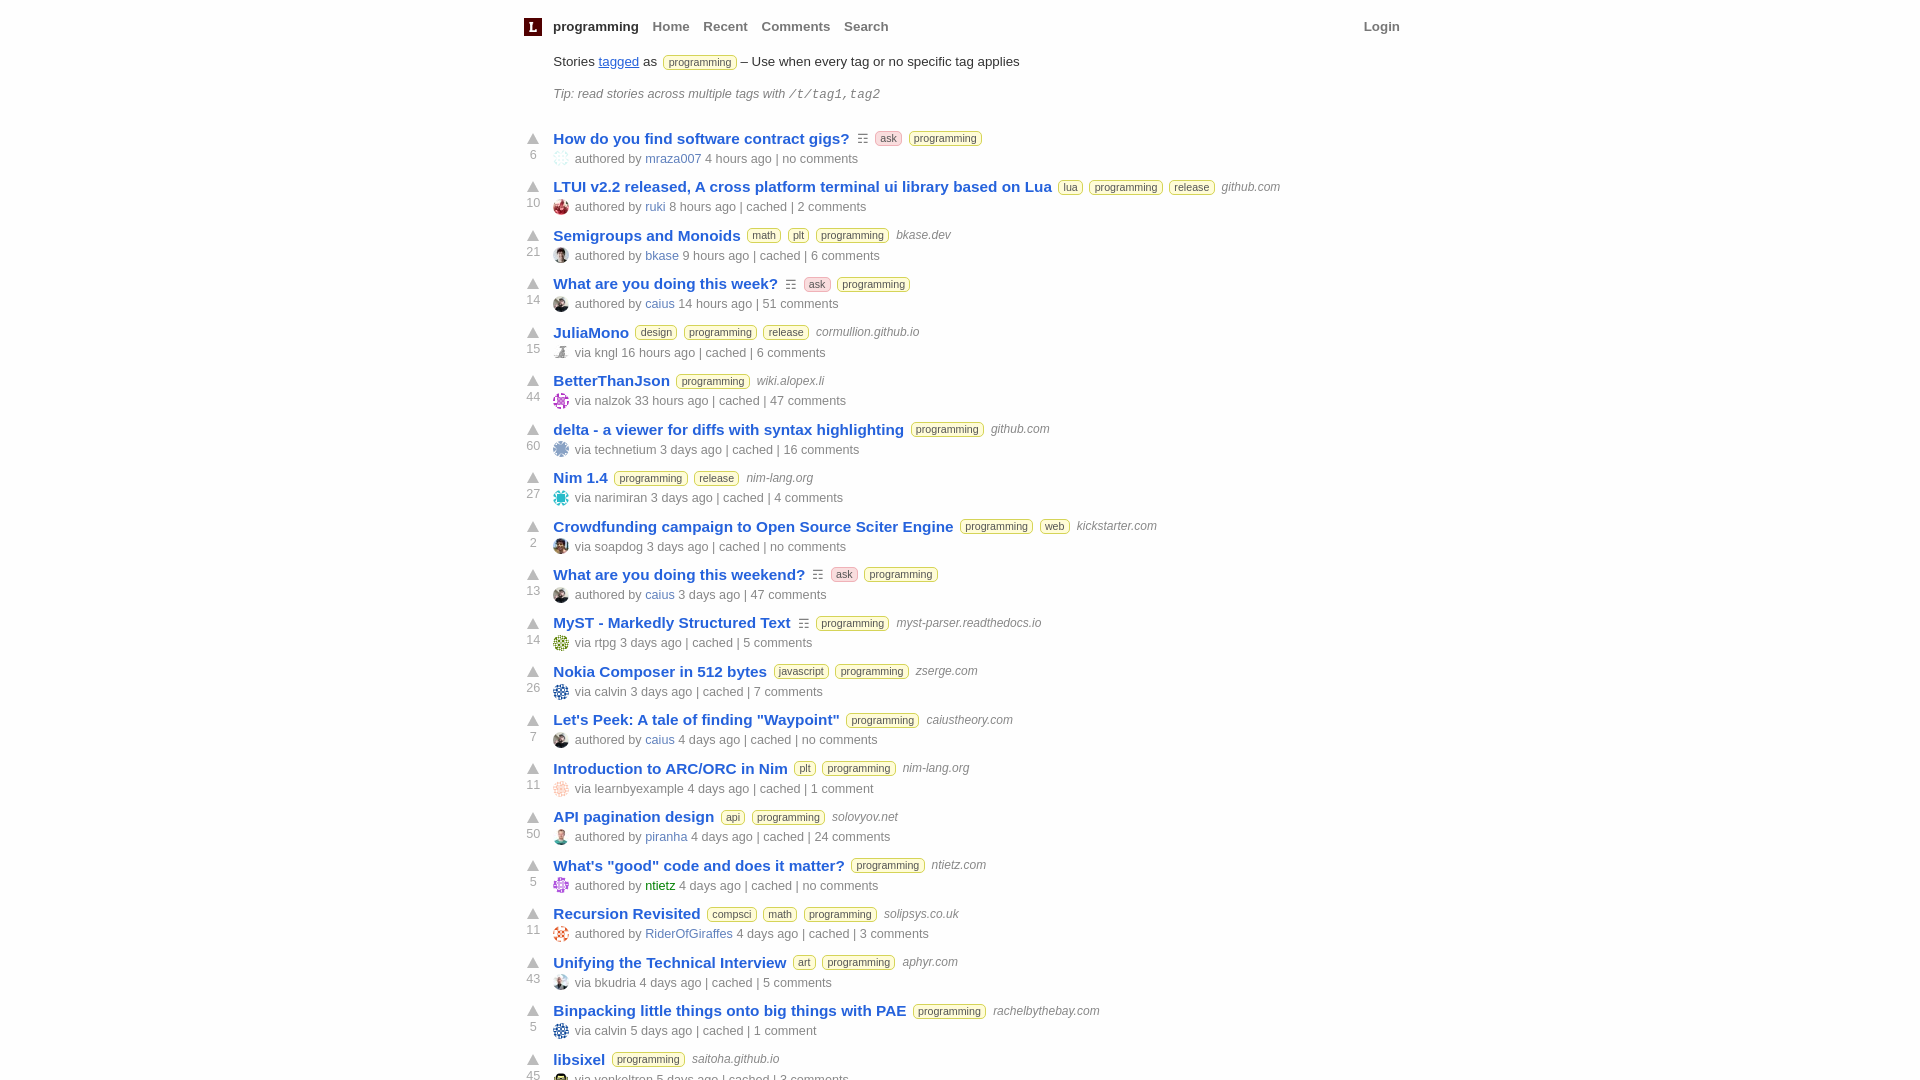 L programming Home Recent Comments Search Login
Stories tagged as programming – Use when every tag or no specific tag applies
Tip: read stories across multiple tags with /t/tag1,tag2
How do you find software contract gigs? ☶ ask programming
6 authored by mraza007 4 hours ago | no comments
LTUI v2.2 released, A cross platform terminal ui library based on Lua lua programming release github.com
10 authored by ruki 8 hours ago | cached | 2 comments
Semigroups and Monoids math plt programming bkase.dev
21 authored by bkase 9 hours ago | cached | 6 comments
What are you doing this week? ☶ ask programming
14 authored by caius 14 hours ago | 51 comments
JuliaMono design programming release cormullion.github.io
15 via kngl 16 hours ago | cached | 6 comments
BetterThanJson programming wiki.alopex.li
44 via nalzok 33 hours ago | cached | 47 comments
delta - a viewer for diffs with syntax highlighting programming github.com
60 via technetium 3 days ago | cached | 16 comments
Nim 1.4 programming release nim-lang.org
27 via narimiran 3 days ago | cached | 4 comments
Crowdfunding campaign to Open Source Sciter Engine programming web kickstarter.com
2 via soapdog 3 days ago | cached | no comments
What are you doing this weekend? ☶ ask programming
13 authored by caius 3 days ago | 47 comments
MyST - Markedly Structured Text ☶ programming myst-parser.readthedocs.io
14 via rtpg 3 days ago | cached | 5 comments
Nokia Composer in 512 bytes javascript programming zserge.com
26 via calvin 3 days ago | cached | 7 comments
Let's Peek: A tale of finding "Waypoint" programming caiustheory.com
7 authored by caius 4 days ago | cached | no comments
Introduction to ARC/ORC in Nim plt programming nim-lang.org
11 via learnbyexample 4 days ago | cached | 1 comment
API pagination design api programming solovyov.net
50 authored by piranha 4 days ago | cached | 24 comments
What's "good" code and does it matter? programming ntietz.com
5 authored by ntietz 4 days ago | cached | no comments
Recursion Revisited compsci math programming solipsys.co.uk
11 authored by RiderOfGiraffes 4 days ago | cached | 3 comments
Unifying the Technical Interview art programming aphyr.com
43 via bkudria 4 days ago | cached | 5 comments
Binpacking little things onto big things with PAE programming rachelbythebay.com
5 via calvin 5 days ago | cached | 1 comment
libsixel programming saitoha.github.io
45 via vonkeltren 5 days ago | cached | 3 comments